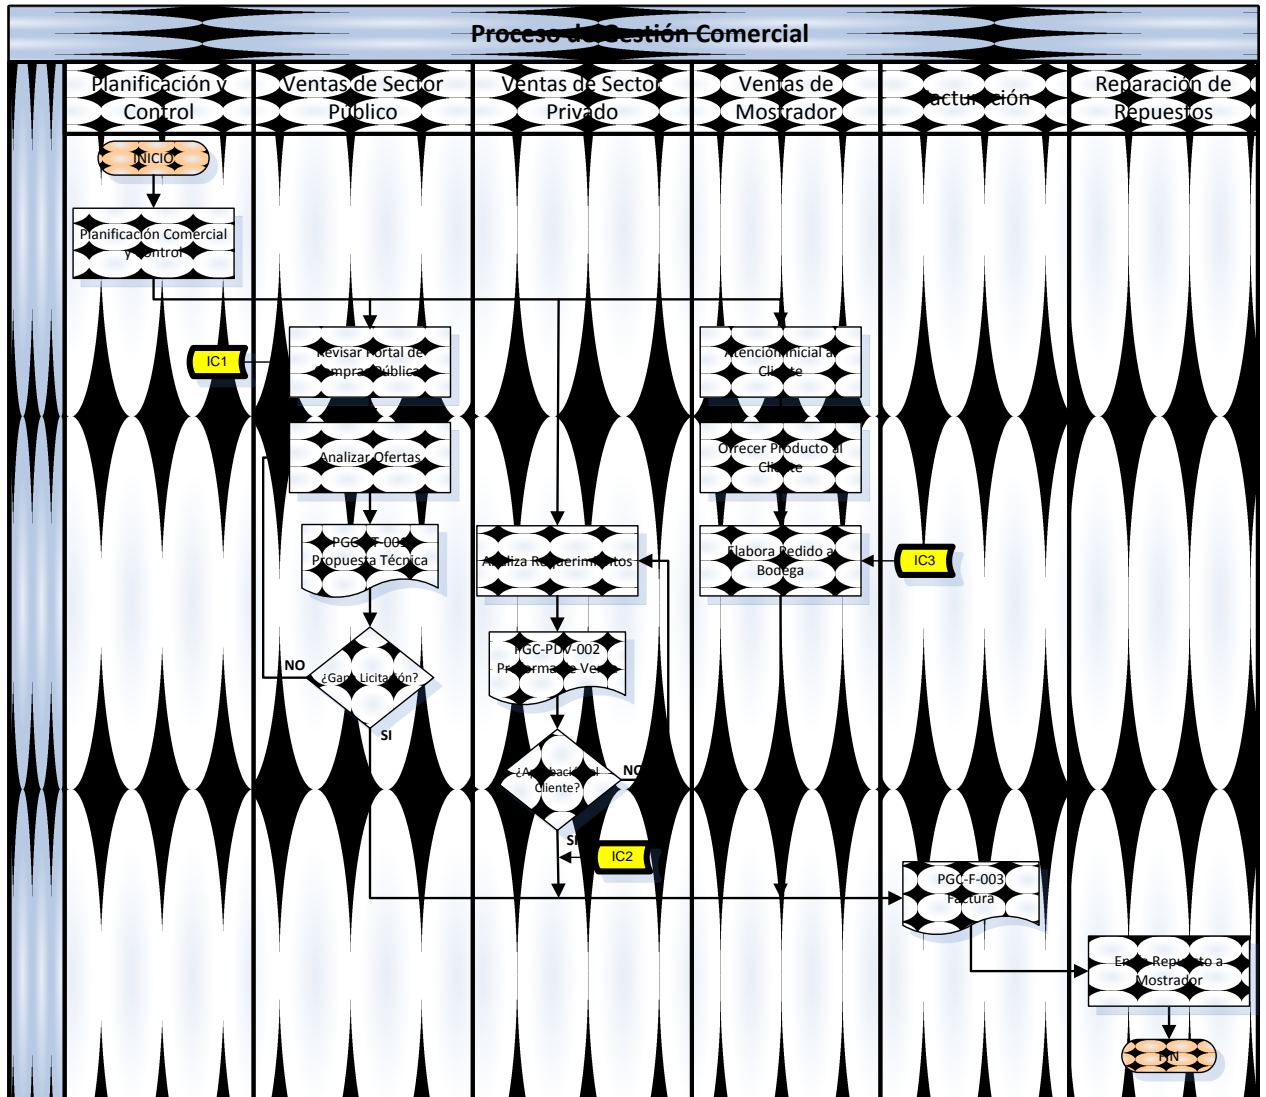 Proceso de Gestión Comercial
Planificación y
Control
Ventas de Sector
Público
Ventas de Sector
Privado
Ventas de
Mostrador
Facturación
Reparación de
Repuestos
INICIO
Planificación Comercial
y Control
Revisar Portal de
Compras Públicas
IC1
Atención Inicial al
Cliente
Analizar Ofertas
Ofrecer Producto al
Cliente
Propuesta Técnica
Analiza Requerimientos
Elabora Pedido a
Bodega
IC3
NO
¿Gana Licitación?
SI
PGC-PDV-002
Proforma de Venta
¿Aprobación del
Cliente?
NO
SI
IC2
PGC-F-003
Factura
Envía Repuesto a
Mostrador
FIN